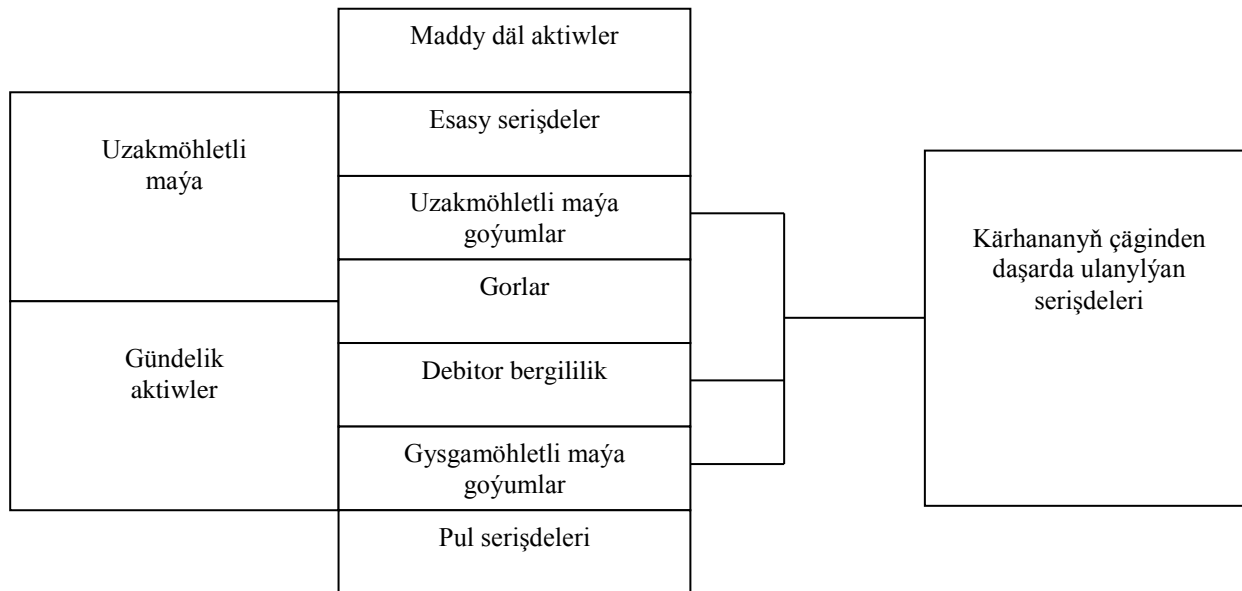 Maddy däl aktiwler
Uzakmöhletli
maýa
Esasy serişdeler
Uzakmöhletli maýa
goýumlar
Gorlar
Gündelik
aktiwler
Debitor bergililik
Gysgamöhletli maýa
goýumlar
Pul serişdeleri
Kärhananyň çäginden
daşarda ulanylýan
serişdeleri